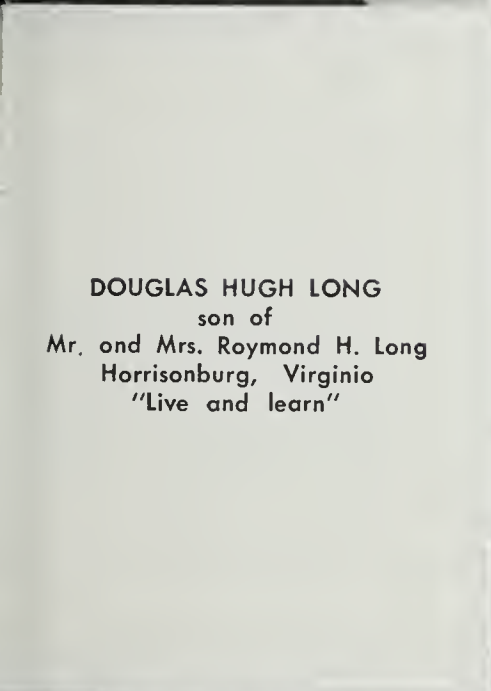 DOUGLAS HUGH LONG
son of
Mr. ond Mrs. Roymond H. Long
Horrisonburg, Virginio
"Live and learn"